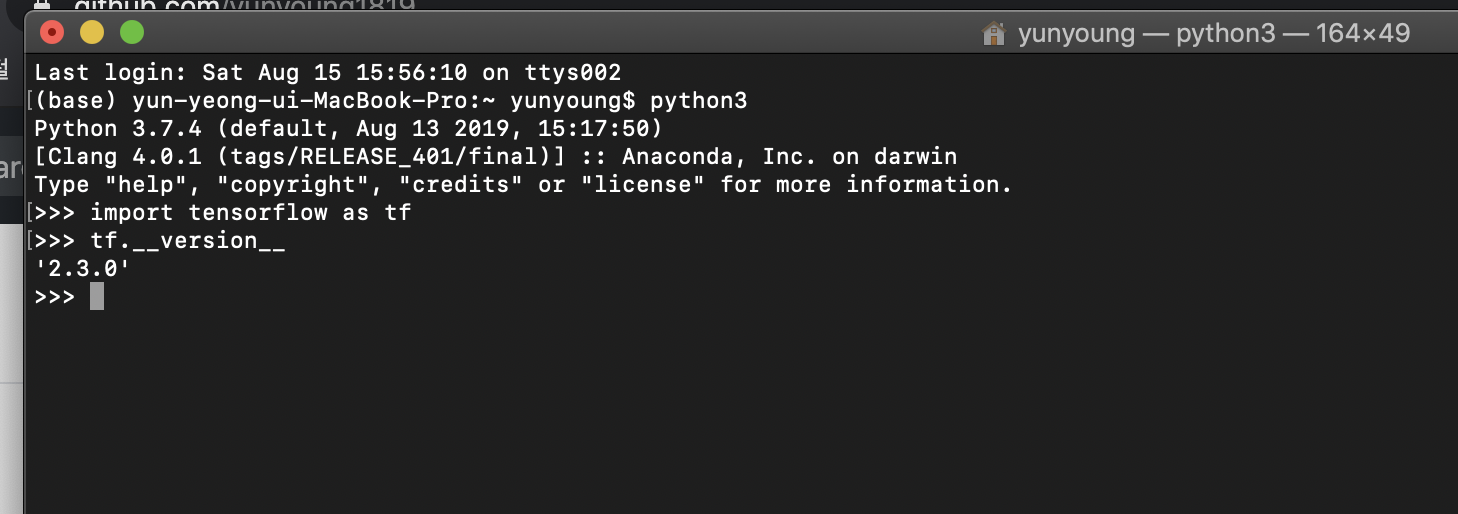 github.com/yunyoung1819
yunyoung — python3 — 164×49
Last login: Sat Aug 15 15:56:10 on ttys002
[(base) yun-yeong-ui-MacBook-Pro:~ yunyoung$ python3
Python 3.7.4 (default, Aug 13 2019, 15:17:50)
[Clang 4.0.1 (tags/RELEASE_401/final)] :: Anaconda, Inc. on darwin
Type "help", "copyright", "credits" or "license" for more information.
[>>> import tensorflow as tf
[>>> tf.__version__
'2.3.0'
>>>